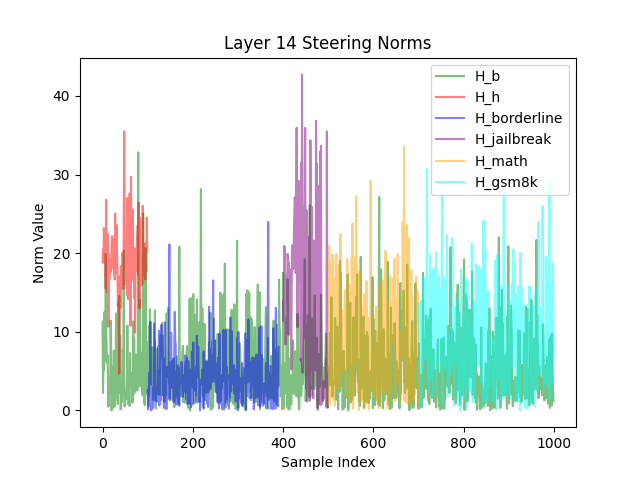 Layer 14 Steering Norms
H_b
H_h
H_borderline
H_jailbreak
H_math
H_gsm8k
Norm Value
40
30
20
10
0
0
200
400
600
800
1000
Sample Index